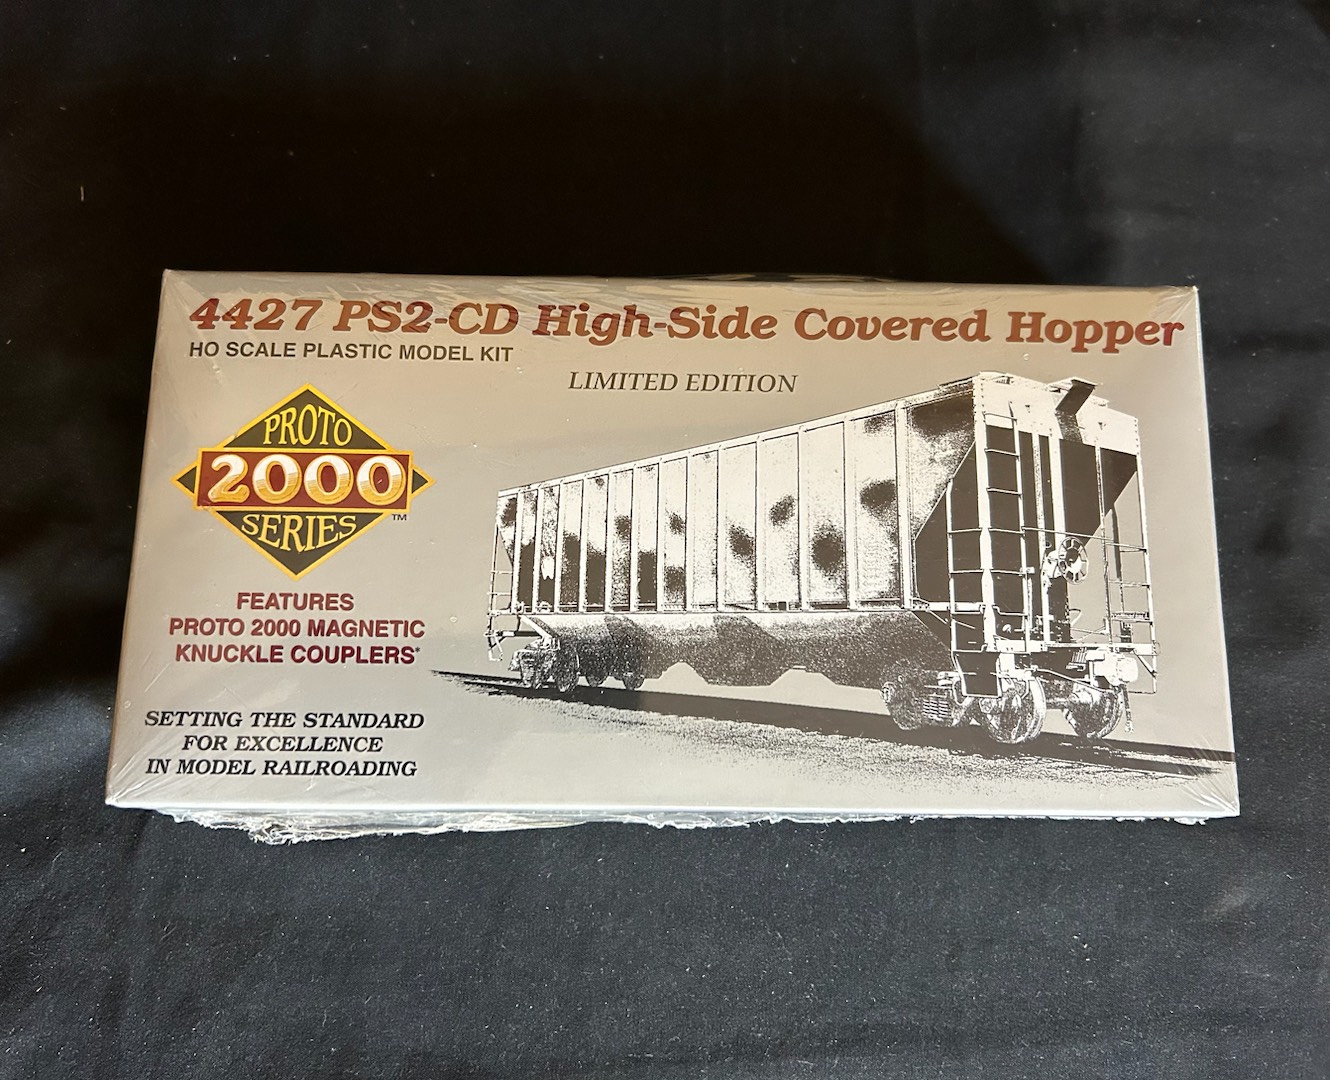 4427 PS2-CD High-Side Covered Hopper
HO SCALE PLASTIC MODEL KIT
LIMITED EDITION
PROTO
2000
SERIES™
FEATURES
PROTO 2000 MAGNETIC
KNUCKLE COUPLERS*
SETTING THE STANDARD
FOR EXCELLENCE
IN MODEL RAILROADING